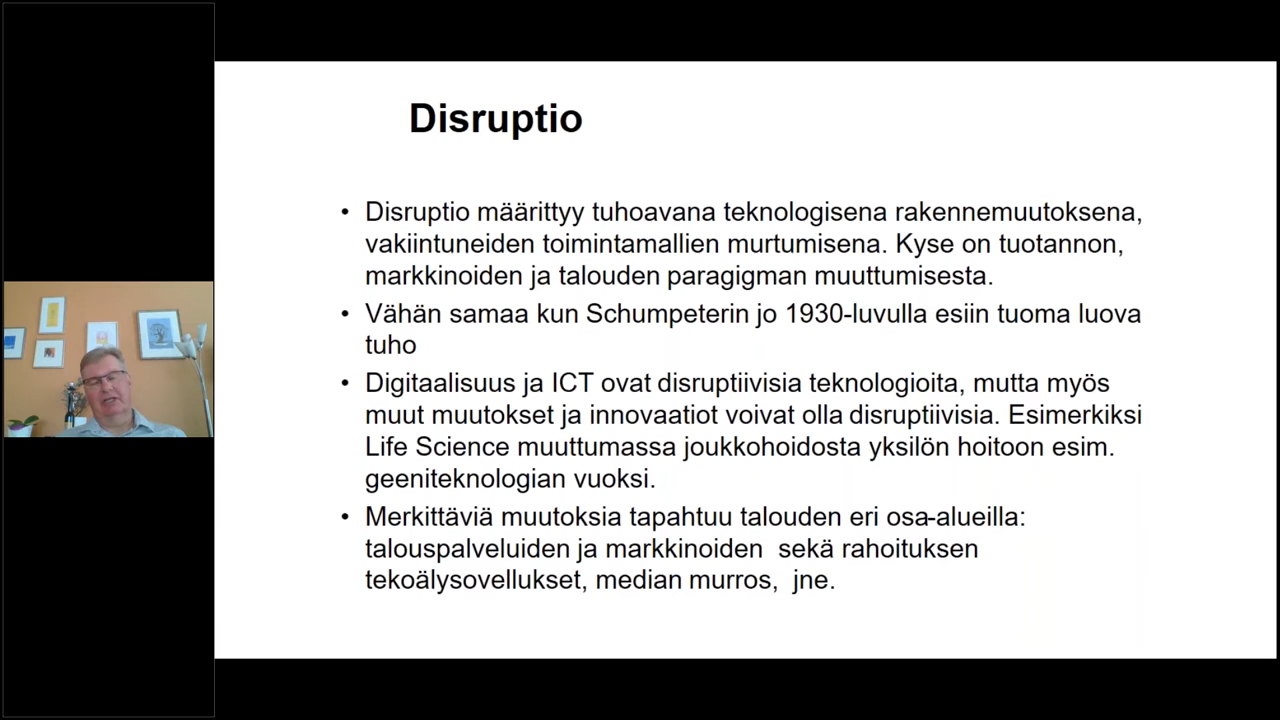 Disruptio
• Disruptio määrittyy tuhoavana teknologisena rakennemuutoksena,
vakiintuneiden toimintamallien murtumisena. Kyse on tuotannon,
markkinoiden ja talouden paragigman muuttumisesta.
• Vähän samaa kun Schumpeterin jo 1930-luvulla esiin tuoma luova
tuho
• Digitaalisuus ja ICT ovat disruptiivisia teknologioita, mutta myös
muut muutokset ja innovaatiot voivat olla disruptiivisia. Esimerkiksi
Life Science muuttumassa joukkohoidosta yksilön hoitoon esim.
geeniteknologian vuoksi.
• Merkittäviä muutoksia tapahtuu talouden eri osa-alueilla:
talouspalveluiden ja markkinoiden sekä rahoituksen
tekoälysovellukset, median murros, jne.